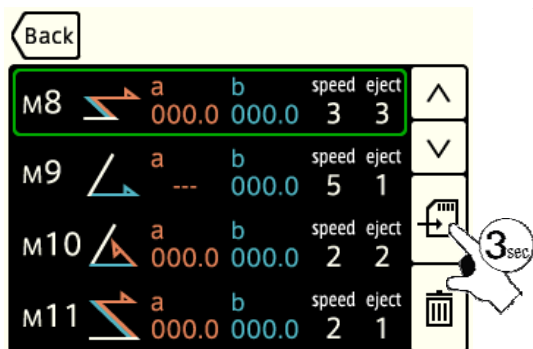 Back
M8 a 000.0 b 000.0 speed 3 eject 3
M9 a --- b 000.0 speed 5 eject 1
M10 a 000.0 b 000.0 speed 2 eject 2
M11 a 000.0 b 000.0 speed 2 eject 1
3sec.